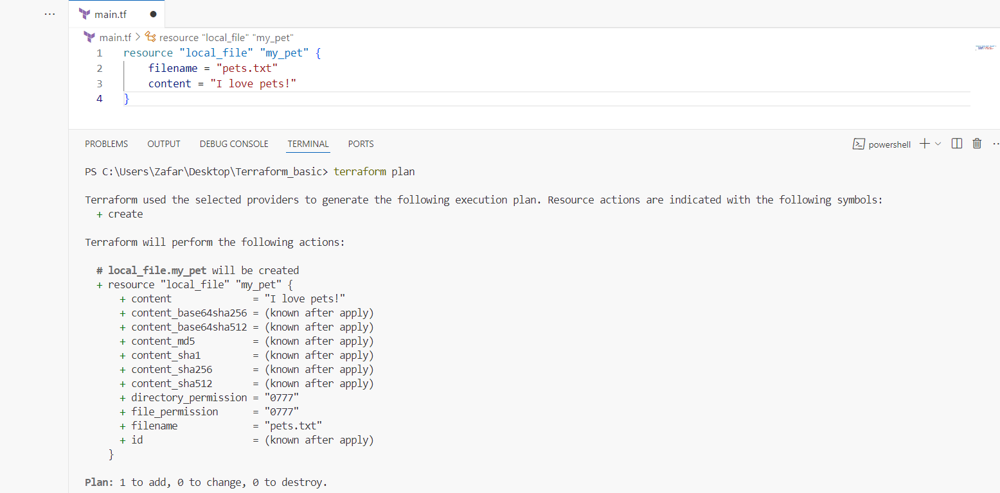 main.tf
main.tf > resource "local_file" "my_pet"
1 resource "local_file" "my_pet" {
2     filename = "pets.txt"
3     content = "I love pets!"
4 }
PROBLEMS OUTPUT DEBUG CONSOLE TERMINAL PORTS powershell
PS C:\Users\Zafar\Desktop\Terraform_basic> terraform plan
Terraform used the selected providers to generate the following execution plan. Resource actions are indicated with the following symbols:
  + create
Terraform will perform the following actions:
  # local_file.my_pet will be created
  + resource "local_file" "my_pet" {
      + content              = "I love pets!"
      + content_base64sha256 = (known after apply)
      + content_base64sha512 = (known after apply)
      + content_md5          = (known after apply)
      + content_sha1         = (known after apply)
      + content_sha256       = (known after apply)
      + content_sha512       = (known after apply)
      + directory_permission = "0777"
      + file_permission      = "0777"
      + filename             = "pets.txt"
      + id                   = (known after apply)
    }
Plan: 1 to add, 0 to change, 0 to destroy.